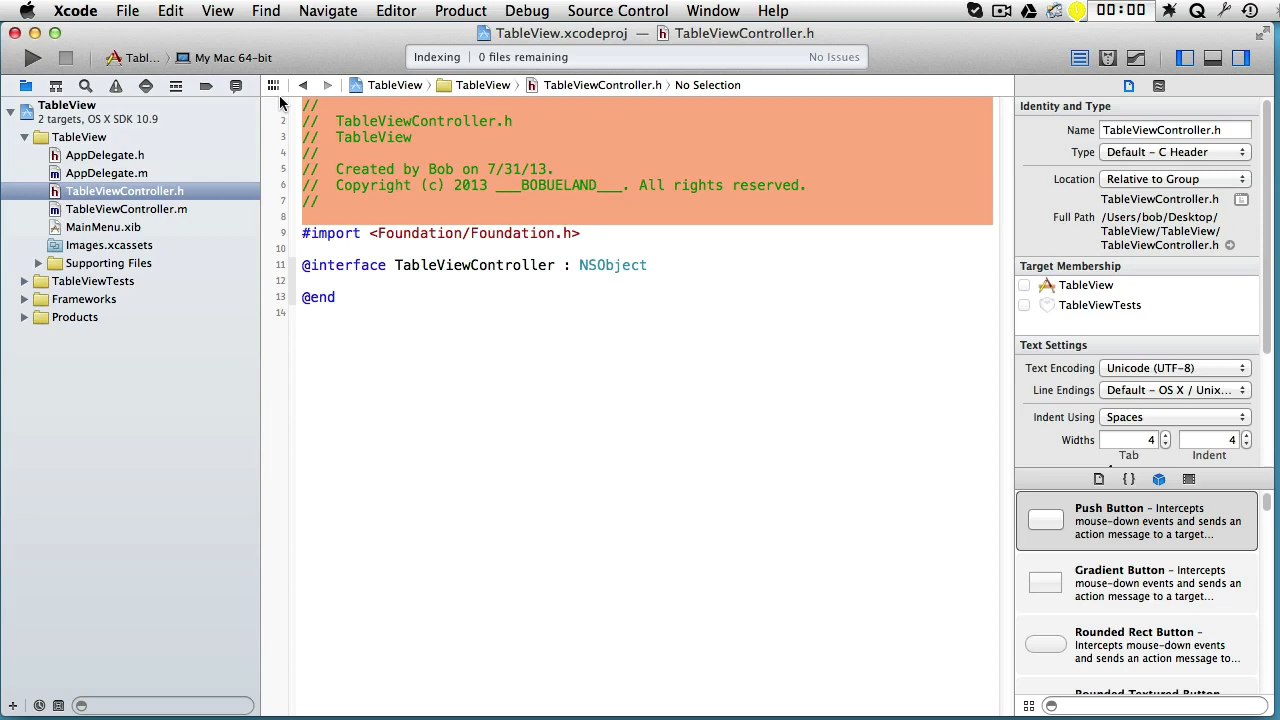 Xcode File Edit View Find Navigate Editor Product Debug Source Control Window Help 00:00
TableView.xcodeproj — TableViewController.h
Tabl... My Mac 64-bit
Indexing 0 files remaining No Issues
TableView TableView TableViewController.h No Selection
TableView
2 targets, OS X SDK 10.9
TableView
AppDelegate.h
AppDelegate.m
TableViewController.h
TableViewController.m
MainMenu.xib
Images.xcassets
Supporting Files
TableViewTests
Frameworks
Products
//
2 // TableViewController.h
3 // TableView
4 //
5 // Created by Bob on 7/31/13.
6 // Copyright (c) 2013 ___BOBUELAND___. All rights reserved.
7 //
8
9 #import <Foundation/Foundation.h>
10
11 @interface TableViewController : NSObject
12
13 @end
14
Identity and Type
Name TableViewController.h
Type Default - C Header
Location Relative to Group
TableViewController.h
Full Path /Users/bob/Desktop/
TableView/TableView/
TableViewController.h
Target Membership
TableView
TableViewTests
Text Settings
Text Encoding Unicode (UTF-8)
Line Endings Default - OS X / Unix...
Indent Using Spaces
Widths 4 4
Tab Indent
Push Button - Intercepts
mouse-down events and sends an
action message to a target...
Gradient Button - Intercepts
mouse-down events and sends an
action message to a target...
Rounded Rect Button -
Intercepts mouse-down events
and sends an action message to...
Rounded Textured Button